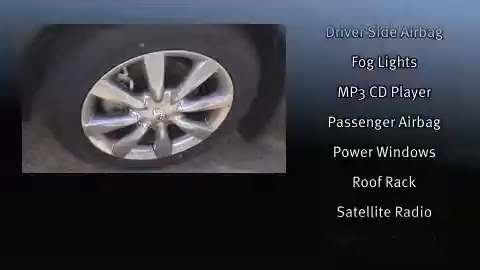 Driver Side Airbag
Fog Lights
MP3 CD Player
Passenger Airbag
Power Windows
Roof Rack
Satellite Radio